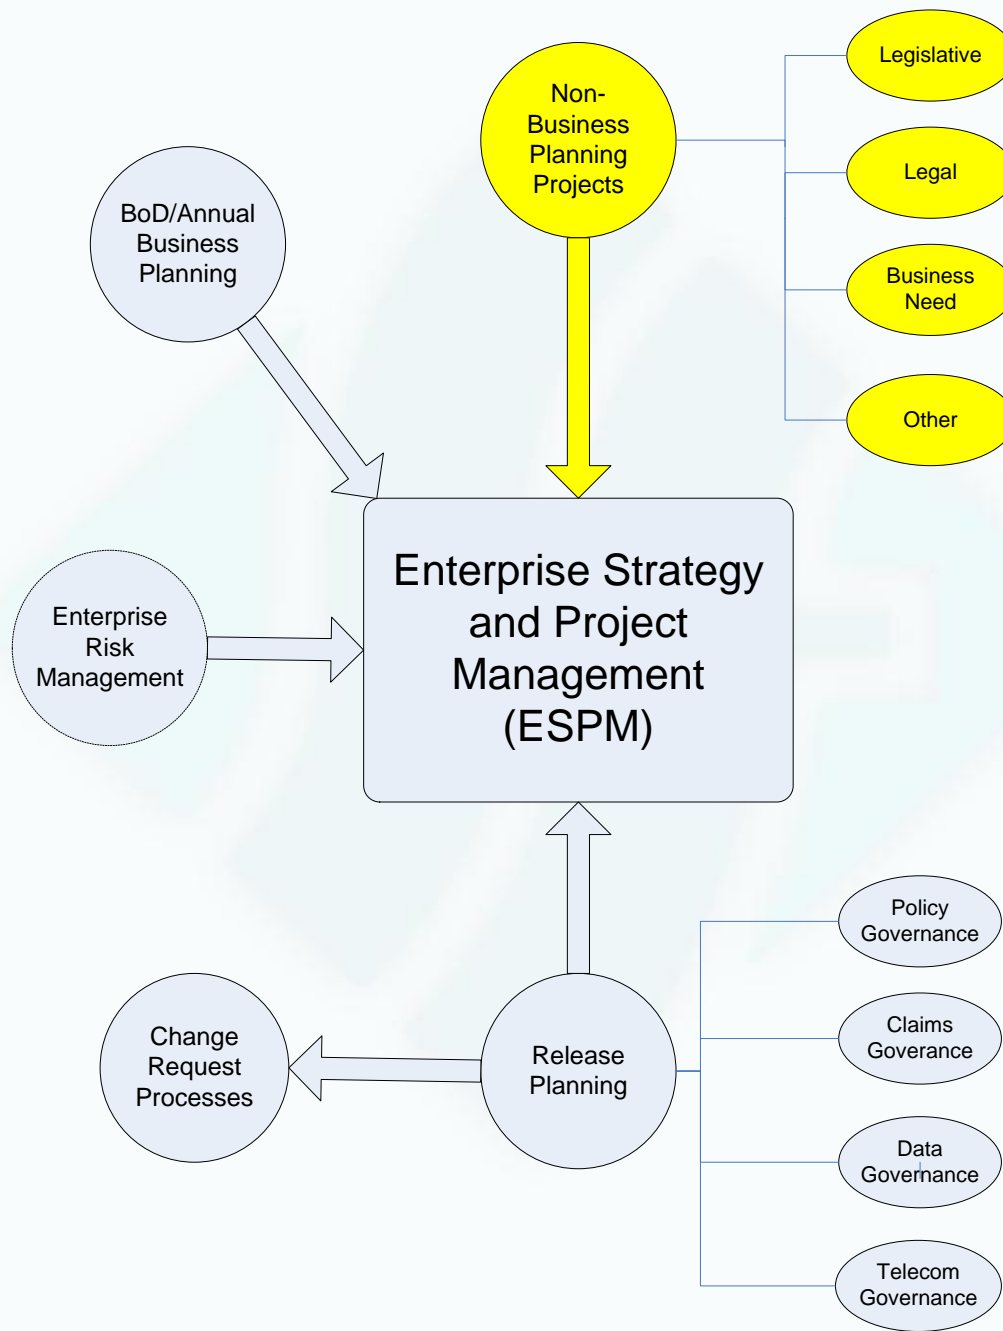 Legislative
Non-
Business
Planning
Projects
Legal
BoD/Annual
Business
Planning
Business
Need
Other
Enterprise Strategy
and Project
Management
(ESPM)
Enterprise
Risk
Management
Policy
Governance
Claims
Goverance
Change
Request
Processes
Release
Planning
Data
Governance
Telecom
Governance